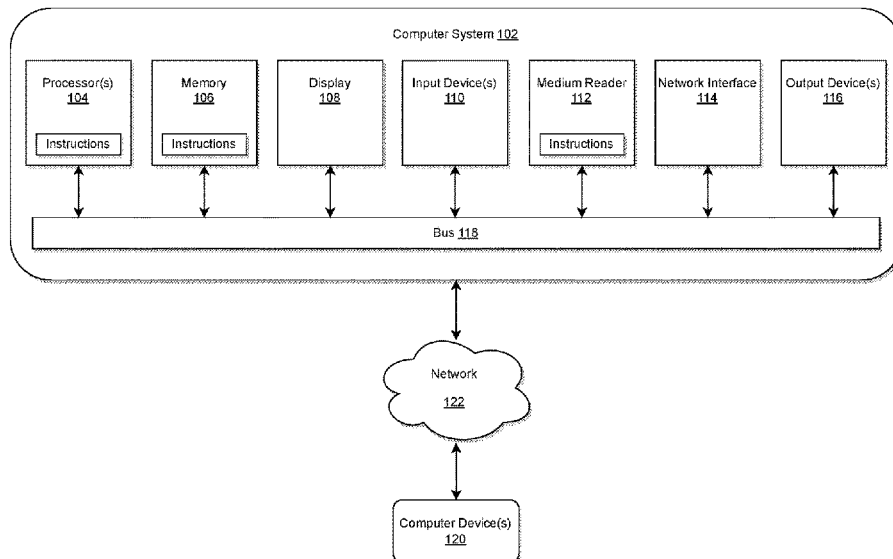 Computer System 102
Processor(s)
104
Instructions
Memory
106
Instructions
Display
108
Input Device(s)
110
Medium Reader
112
Instructions
Network Interface
114
Output Device(s)
116
Bus 118
Network
122
Computer Device(s)
120